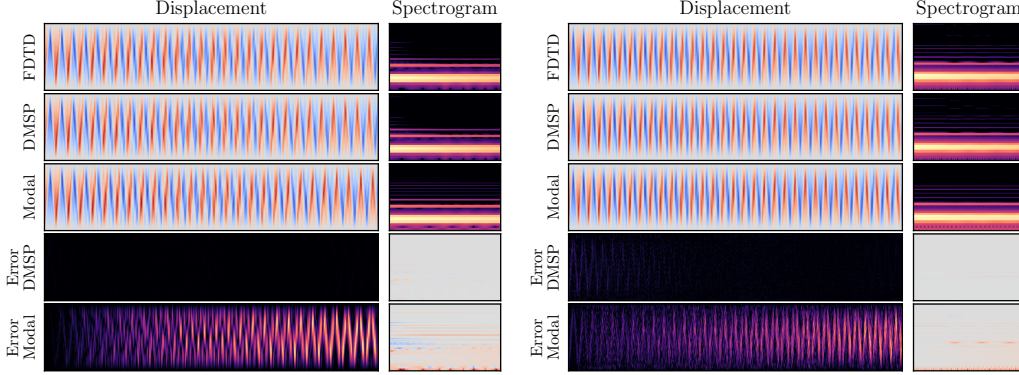 Displacement Spectrogram
FDTD
DMSP
Modal
Error
DMSP
Error
Modal
Displacement Spectrogram
FDTD
DMSP
Modal
Error
DMSP
Error
Modal